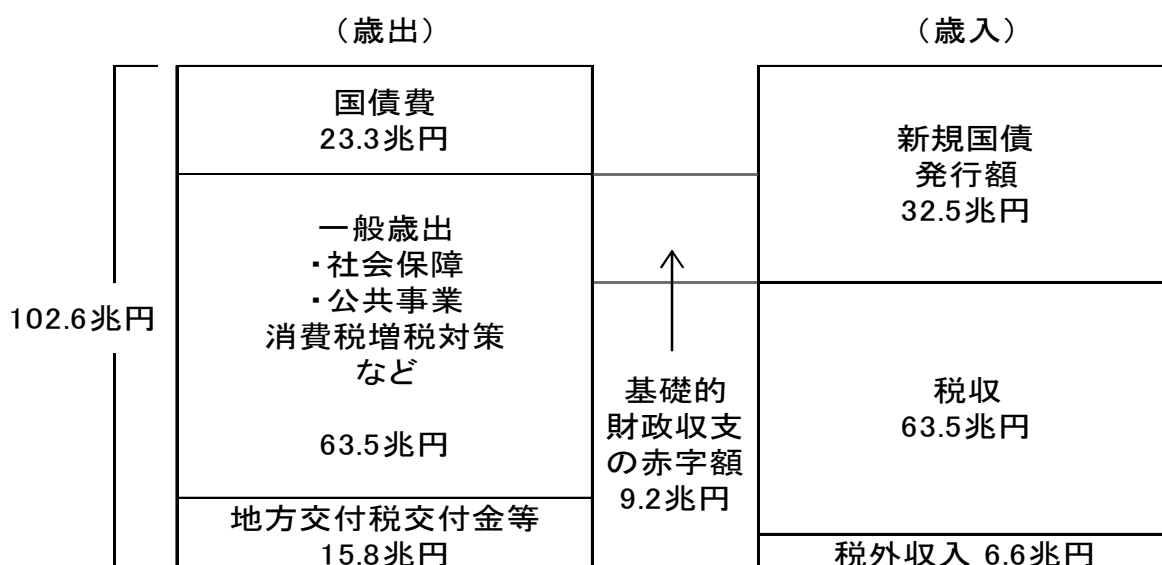 （歳出）
（歳入）
102.6兆円
国債費
23.3兆円
一般歳出
・社会保障
・公共事業
消費税増税対策
など
63.5兆円
地方交付税交付金等
15.8兆円
基礎的
財政収支
の赤字額
9.2兆円
新規国債
発行額
32.5兆円
税収
63.5兆円
税外収入 6.6兆円